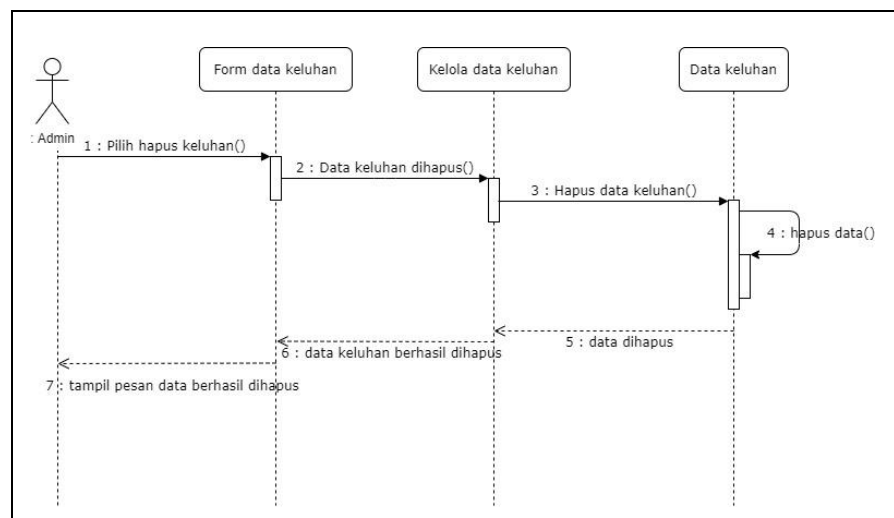 Form data keluhan
Kelola data keluhan
Data keluhan
: Admin
1 : Pilih hapus keluhan()
2 : Data keluhan dihapus()
3 : Hapus data keluhan()
4 : hapus data()
5 : data dihapus
6 : data keluhan berhasil dihapus
7 : tampil pesan data berhasil dihapus